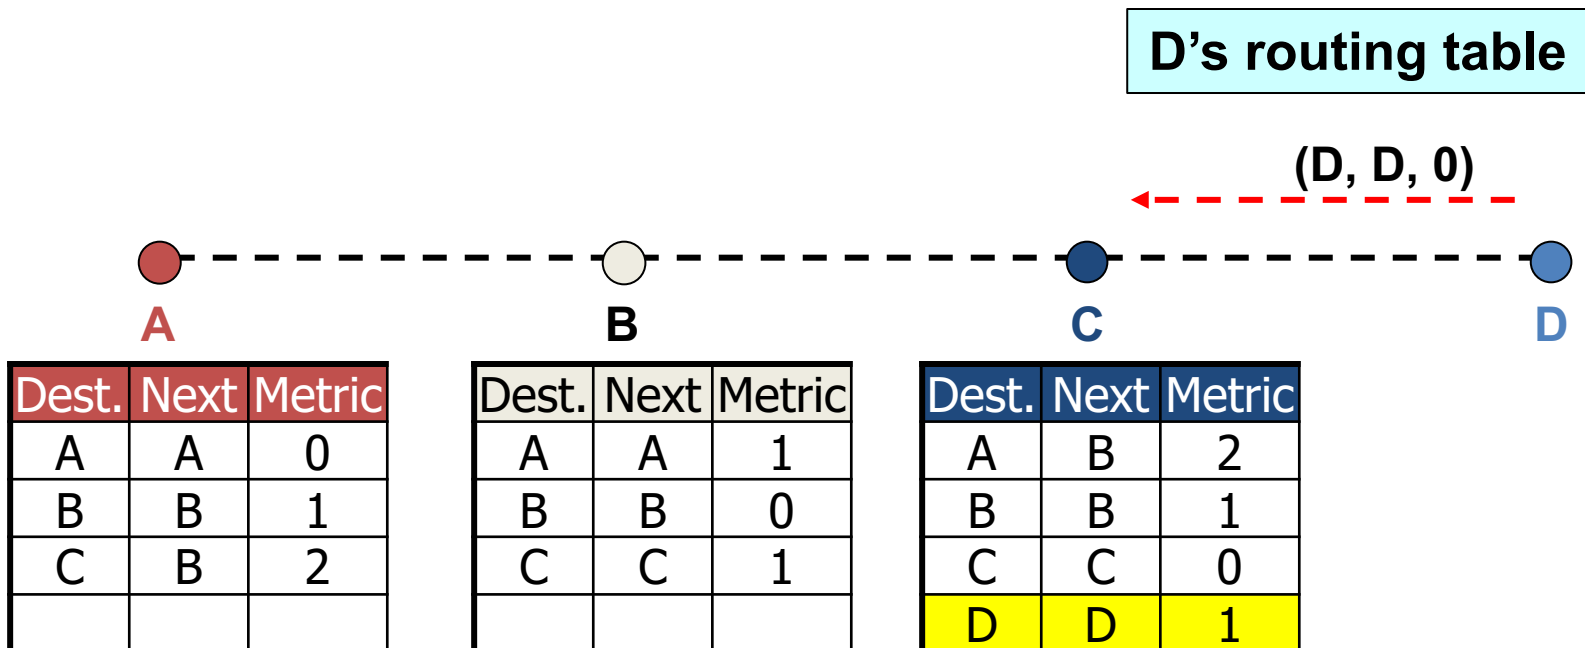 D’s routing table
(D, D, 0)
A B C D
Dest. Next Metric
A A 0
B B 1
C B 2
Dest. Next Metric
A A 1
B B 0
C C 1
Dest. Next Metric
A B 2
B B 1
C C 0
D D 1